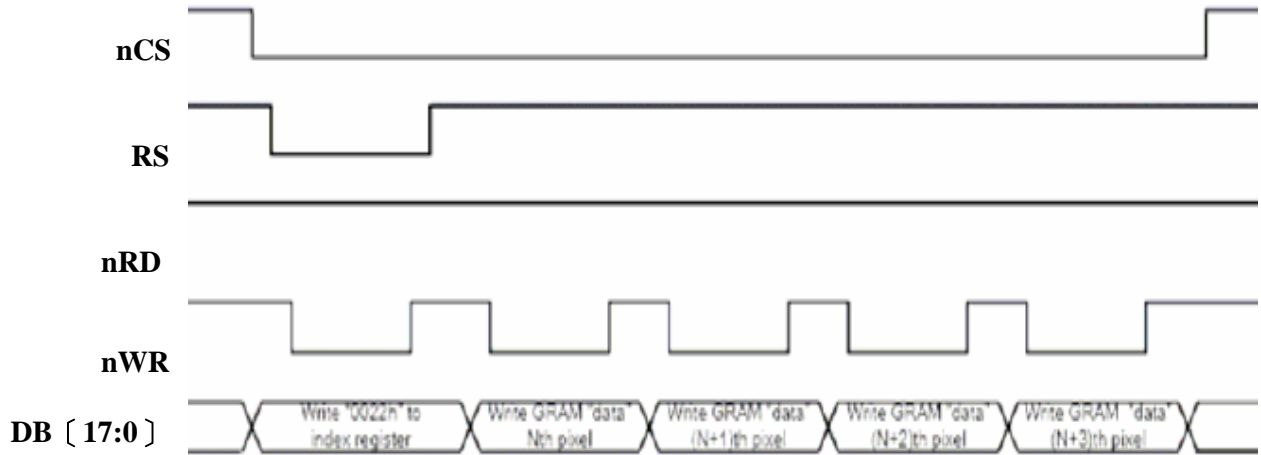 nCS
RS
nRD
nWR
DB〔17:0〕
Write "0022h" to
index register
Write GRAM "data"
Nth pixel
Write GRAM "data"
(N+1)th pixel
Write GRAM "data"
(N+2)th pixel
Write GRAM "data"
(N+3)th pixel